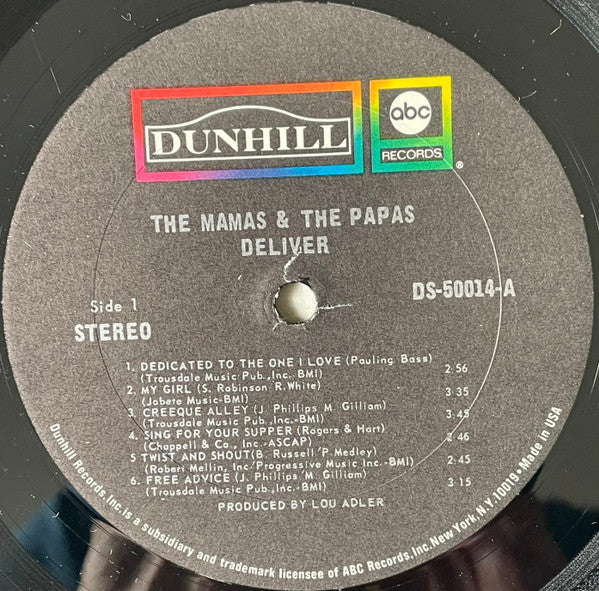 DUNHILL
abc
RECORDS
®
THE MAMAS & THE PAPAS
DELIVER
Side 1
STEREO
DS-50014-A
1. DEDICATED TO THE ONE I LOVE (Pauling Bass) 2:56
(Trousdale Music Pub., Inc. BMI)
2. MY GIRL (S. Robinson/R. White) 3:35
(Jobete Music-BMI)
3. CREEQUE ALLEY (J. Phillips/M. Gilliam) 3:45
(Trousdale Music Pub., Inc.-BMI)
4. SING FOR YOUR SUPPER (Rogers & Hart) 2:46
(Chappell & Co., Inc.-ASCAP)
5 TWIST AND SHOUT(B. Russell/P. Medley) 2:45
(Robert Mellin, Inc/Progressive Music Inc.-BMI)
6. FREE ADVICE (J. Phillips/M. Gilliam) 3:15
(Trousdale Music Pub., Inc.-BMI)
PRODUCED BY LOU ADLER
Dunhill Records, Inc. is a subsidiary and trademark licensee of ABC Records, Inc. New York, N.Y. 10019 • Made in USA